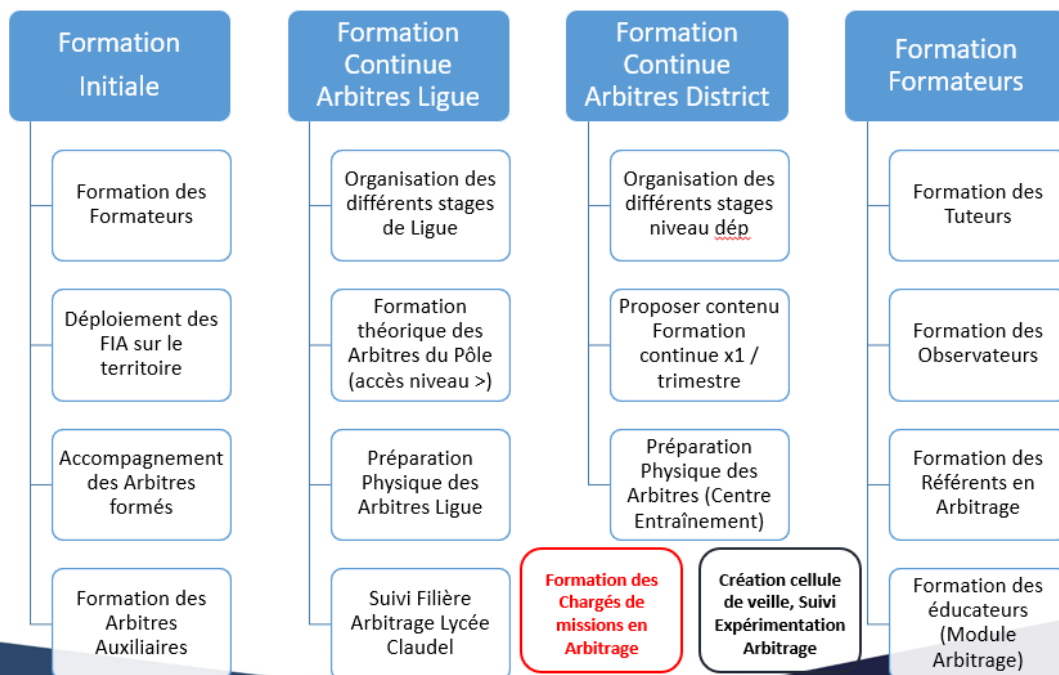 Formation
Initiale
Formation des
Formateurs
Déploiement des
FIA sur le
territoire
Accompagnement
des Arbitres
formés
Formation des
Arbitres
Auxiliaires
Formation
Continue
Arbitres Ligue
Organisation des
différents stages
de Ligue
Formation
théorique des
Arbitres du Pôle
(accès niveau >)
Préparation
Physique des
Arbitres Ligue
Suivi Filière
Arbitrage Lycée
Claudel
Formation
Continue
Arbitres District
Organisation des
différents stages
niveau dép
Proposer contenu
Formation
continue x1 /
trimestre
Préparation
Physique des
Arbitres (Centre
Entraînement)
Formation des
Chargés de
missions en
Arbitrage
Création cellule
de veille, Suivi
Expérimentation
Arbitrage
Formation
Formateurs
Formation des
Tuteurs
Formation des
Observateurs
Formation des
Référents en
Arbitrage
Formation des
éducateurs
(Module
Arbitrage)